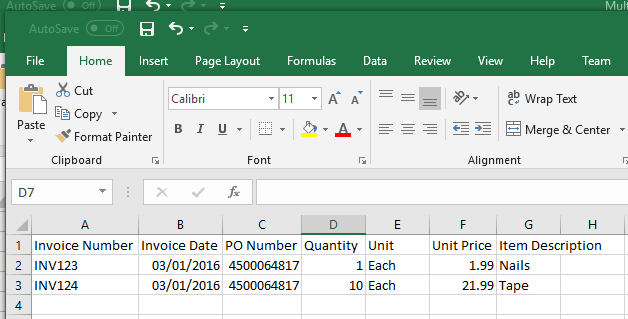 AutoSave Off Mult
AutoSave Off
File Home Insert Page Layout Formulas Data Review View Help Team
Cut
Copy
Format Painter
Paste
Calibri 11 A A ab Wrap Text
B I U A Merge & Center
Clipboard Font Alignment
D7 fx
A B C D E F G H
1 Invoice Number Invoice Date PO Number Quantity Unit Unit Price Item Description
2 INV123 03/01/2016 4500064817 1 Each 1.99 Nails
3 INV124 03/01/2016 4500064817 10 Each 21.99 Tape
4